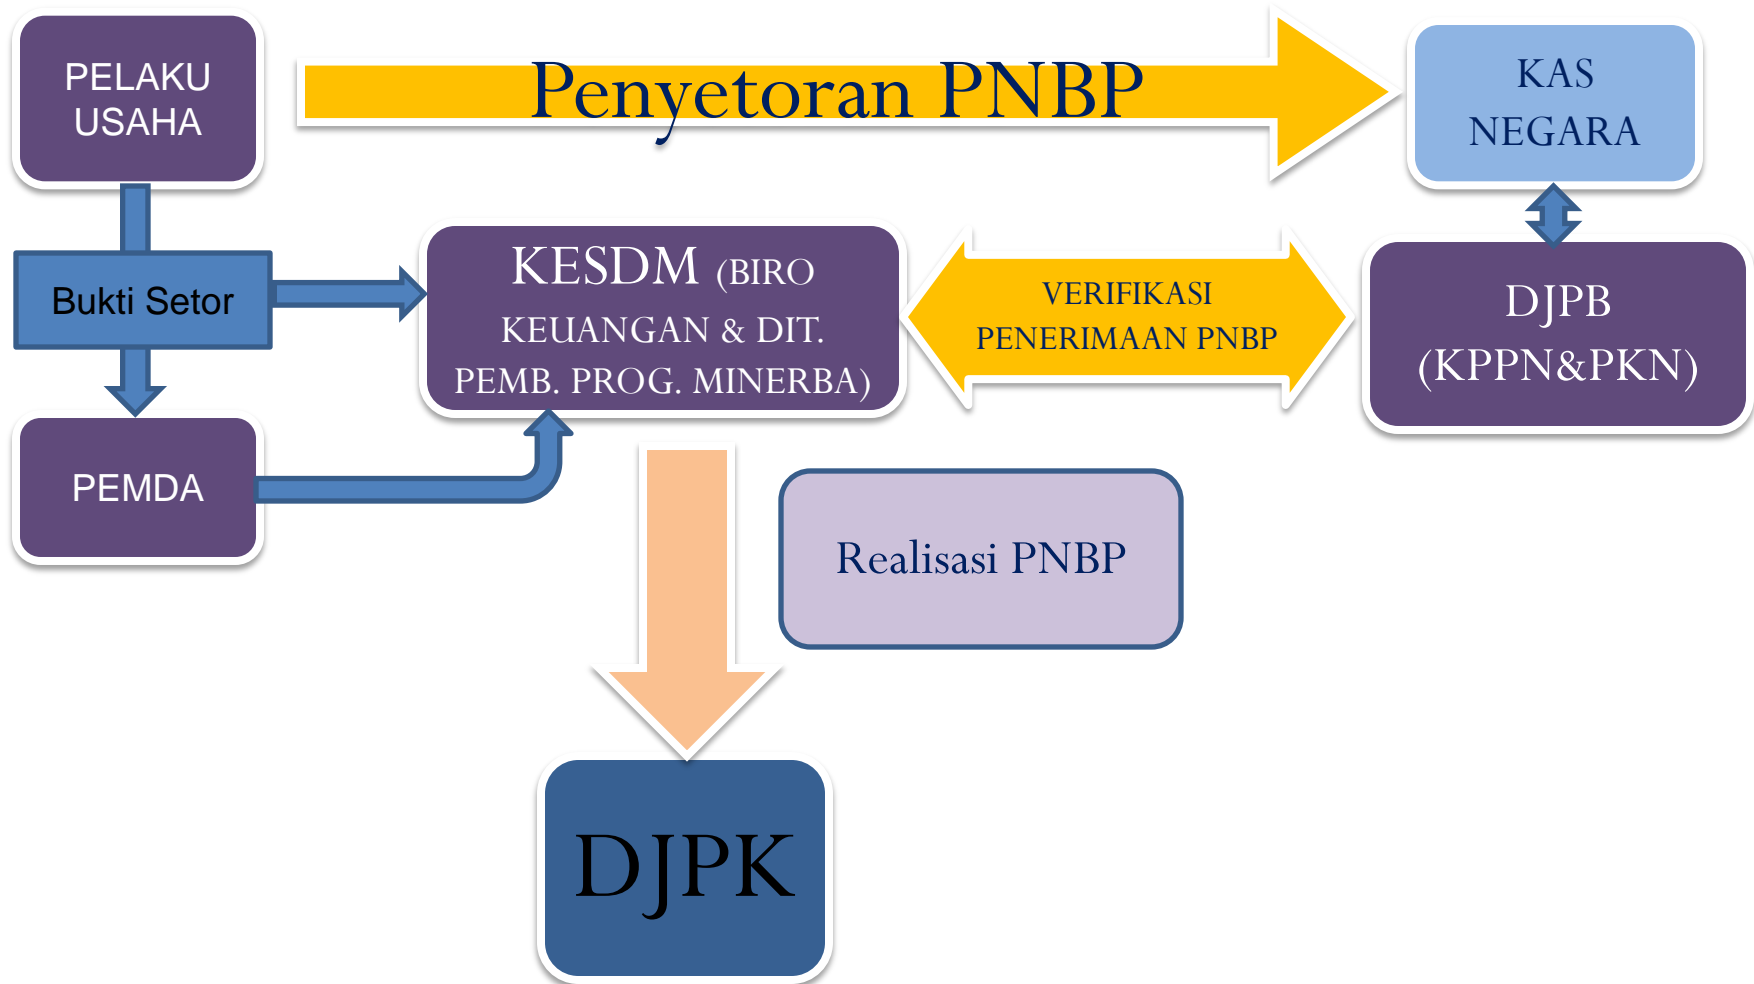 PELAKU
USAHA
Penyetoran PNBP
KAS
NEGARA
Bukti Setor
KESDM (BIRO
KEUANGAN & DIT.
PEMB. PROG. MINERBA)
VERIFIKASI
PENERIMAAN PNBP
DJPB
(KPPN&PKN)
PEMDA
Realisasi PNBP
DJPK